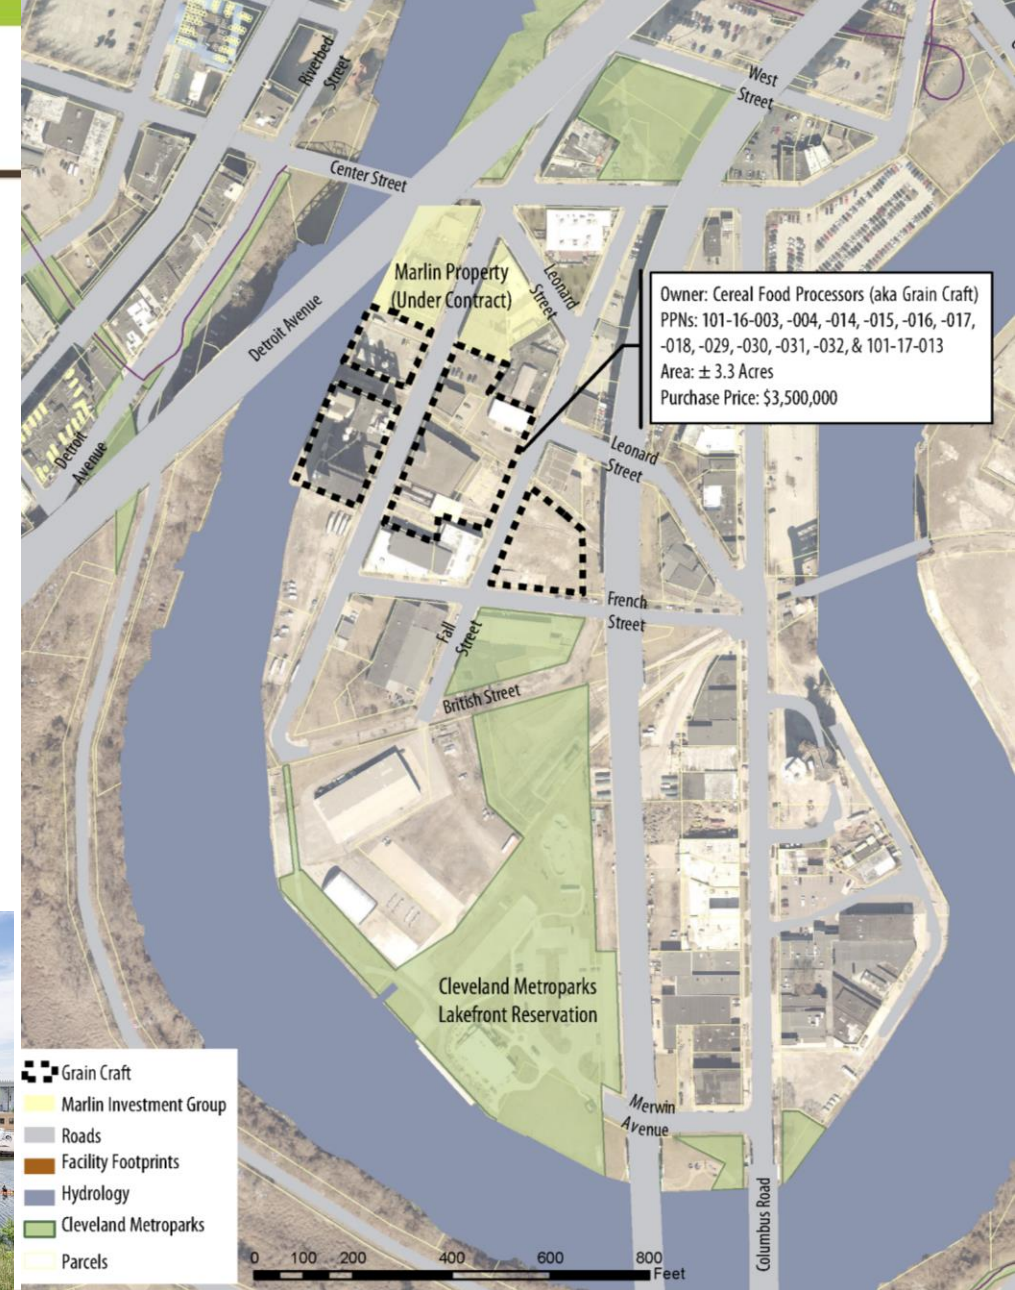 Riverbed
Street
West
Street
Center Street
Marlin Property
(Under Contract)
Leonard
Street
Owner: Cereal Food Processors (aka Grain Craft)
PPNs: 101-16-003, -004, -014, -015, -016, -017,
-018, -029, -030, -031, -032, & 101-17-013
Area: ± 3.3 Acres
Purchase Price: $3,500,000
Detroit Avenue
Detroit
Avenue
Leonard
Street
French
Street
Fall
Street
British Street
Cleveland Metroparks
Lakefront Reservation
Merwin
Avenue
Columbus Road
Grain Craft
Marlin Investment Group
Roads
Facility Footprints
Hydrology
Cleveland Metroparks
Parcels
0 100 200 400 600 800
Feet